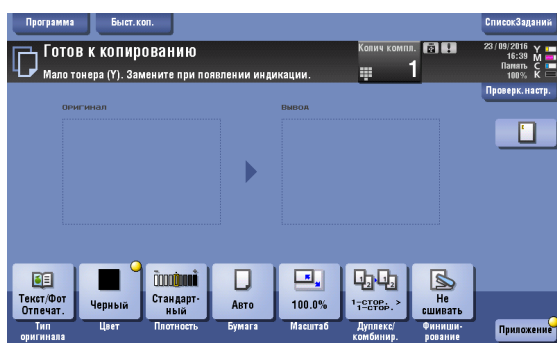 Программа
Быст.коп.
СписокЗаданий
Готов к копированию
Мало тонера (Y). Замените при появлении индикации.
Колич компл.
1
23/09/2016
16:39
Память
100%
Y
M
C
K
Проверк.настр.
Оригинал
Вывод
Текст/Фот
Отпечат.
Черный
Стандарт-
ный
Авто
100.0%
1-СТОР. >
1-СТОР.
Не
сшивать
Тип
оригинала
Цвет
Плотность
Бумага
Масштаб
Дуплекс/
комбинир.
Финиши-
рование
Приложение